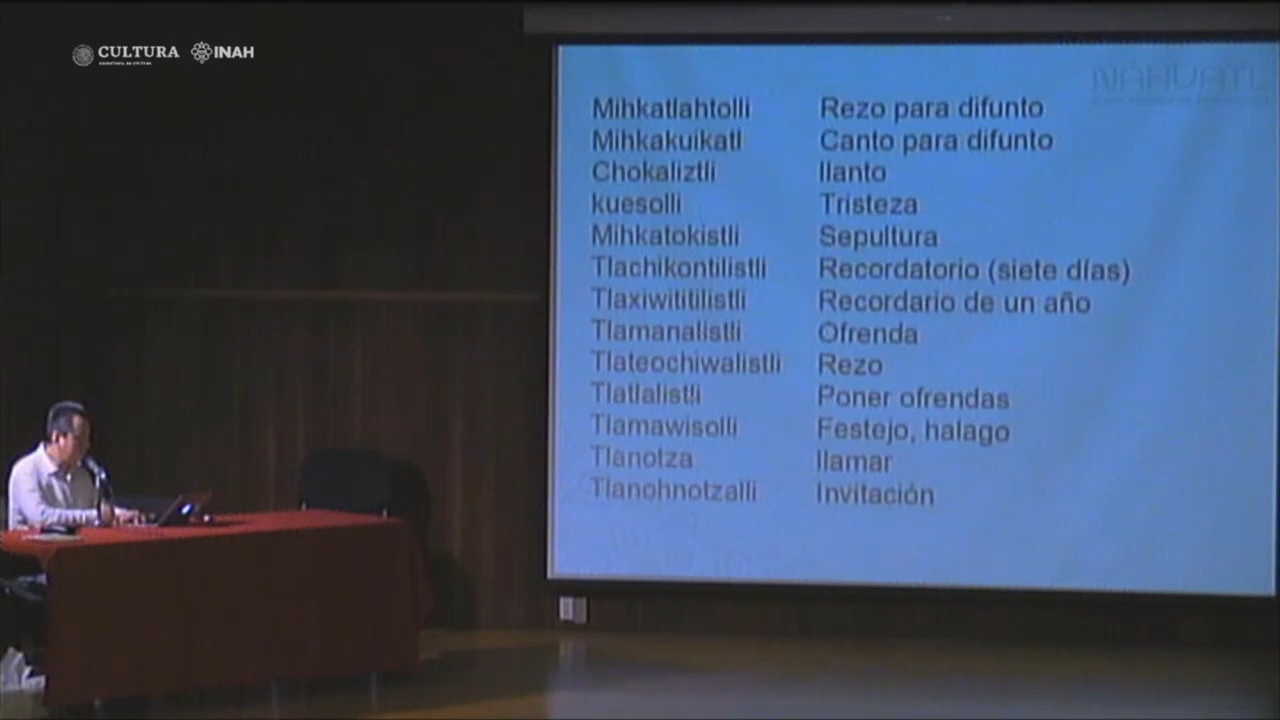 CULTURA INAH
NÁHUATL
Mihkatlahtolli Rezo para difunto
Mihkakuikatl Canto para difunto
Chokaliztli llanto
kuesolli Tristeza
Mihkatokistli Sepultura
Tlachikontilistli Recordatorio (siete días)
Tlaxiwititilistli Recordario de un año
Tlamanalistli Ofrenda
Tlateochiwalistli Rezo
Tlatlalistli Poner ofrendas
Tlamawisolli Festejo, halago
Tlanotza llamar
Tlanohnotzalli Invitación